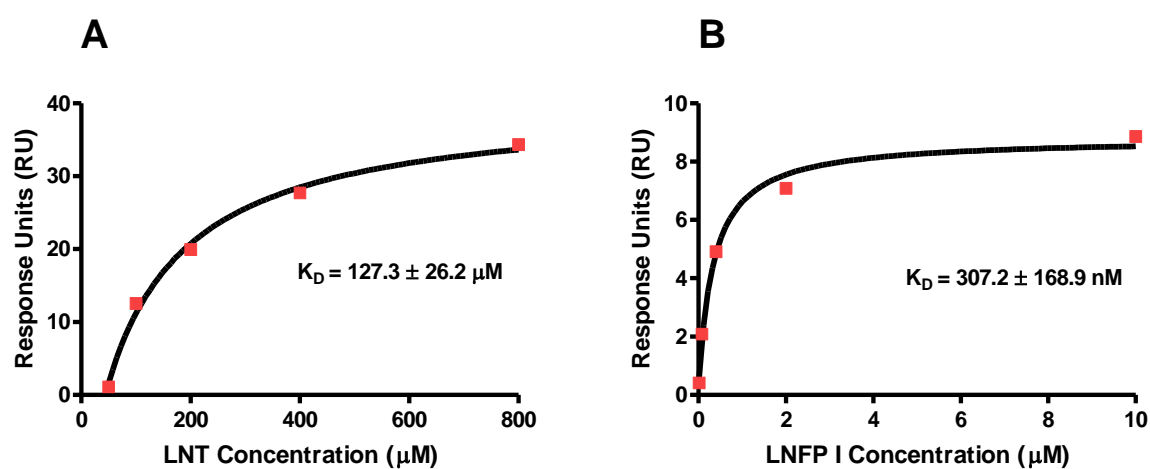 A
Response Units (RU)
40
30
20
10
0
K_D = 127.3 ± 26.2 μM
0 200 400 600 800
LNT Concentration (μM)
B
Response Units (RU)
10
8
6
4
2
0
K_D = 307.2 ± 168.9 nM
0 2 4 6 8 10
LNFP I Concentration (μM)